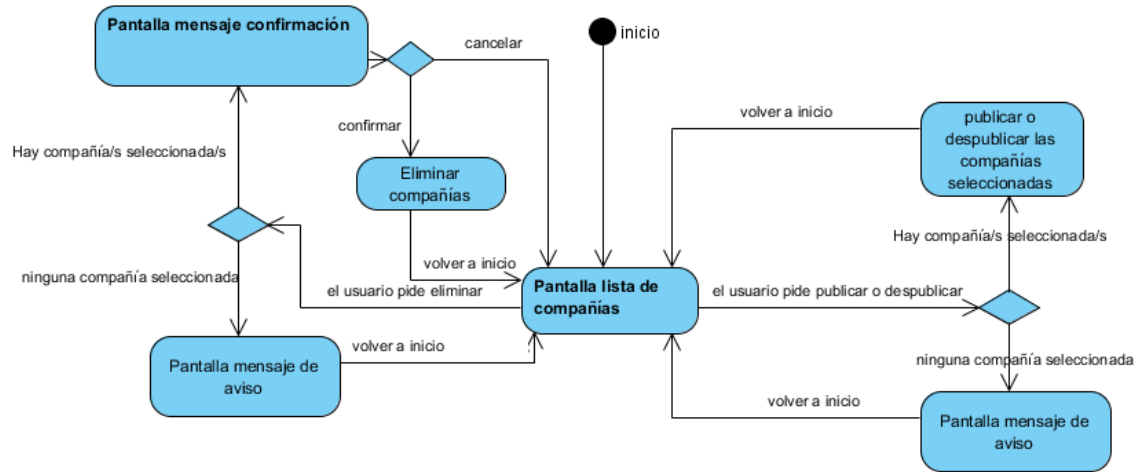 Pantalla mensaje confirmación
inicio
cancelar
volver a inicio
publicar o
despublicar las
compañías
seleccionadas
confirmar
Hay compañía/s seleccionada/s
Eliminar
compañías
Hay compañía/s seleccionada/s
volver a inicio
ninguna compañía seleccionada
el usuario pide eliminar
Pantalla lista de
compañías
el usuario pide publicar o despublicar
volver a inicio
Pantalla mensaje de
aviso
ninguna compañía seleccionada
volver a inicio
Pantalla mensaje de
aviso